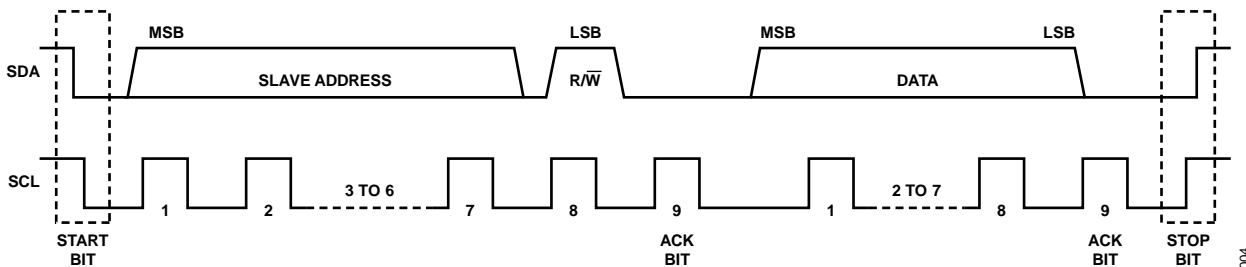 MSB LSB MSB LSB
SDA SLAVE ADDRESS R/W̅ DATA
SCL 1 2 3 TO 6 7 8 9 1 2 TO 7 8 9
START BIT
ACK BIT
ACK BIT
STOP BIT
004